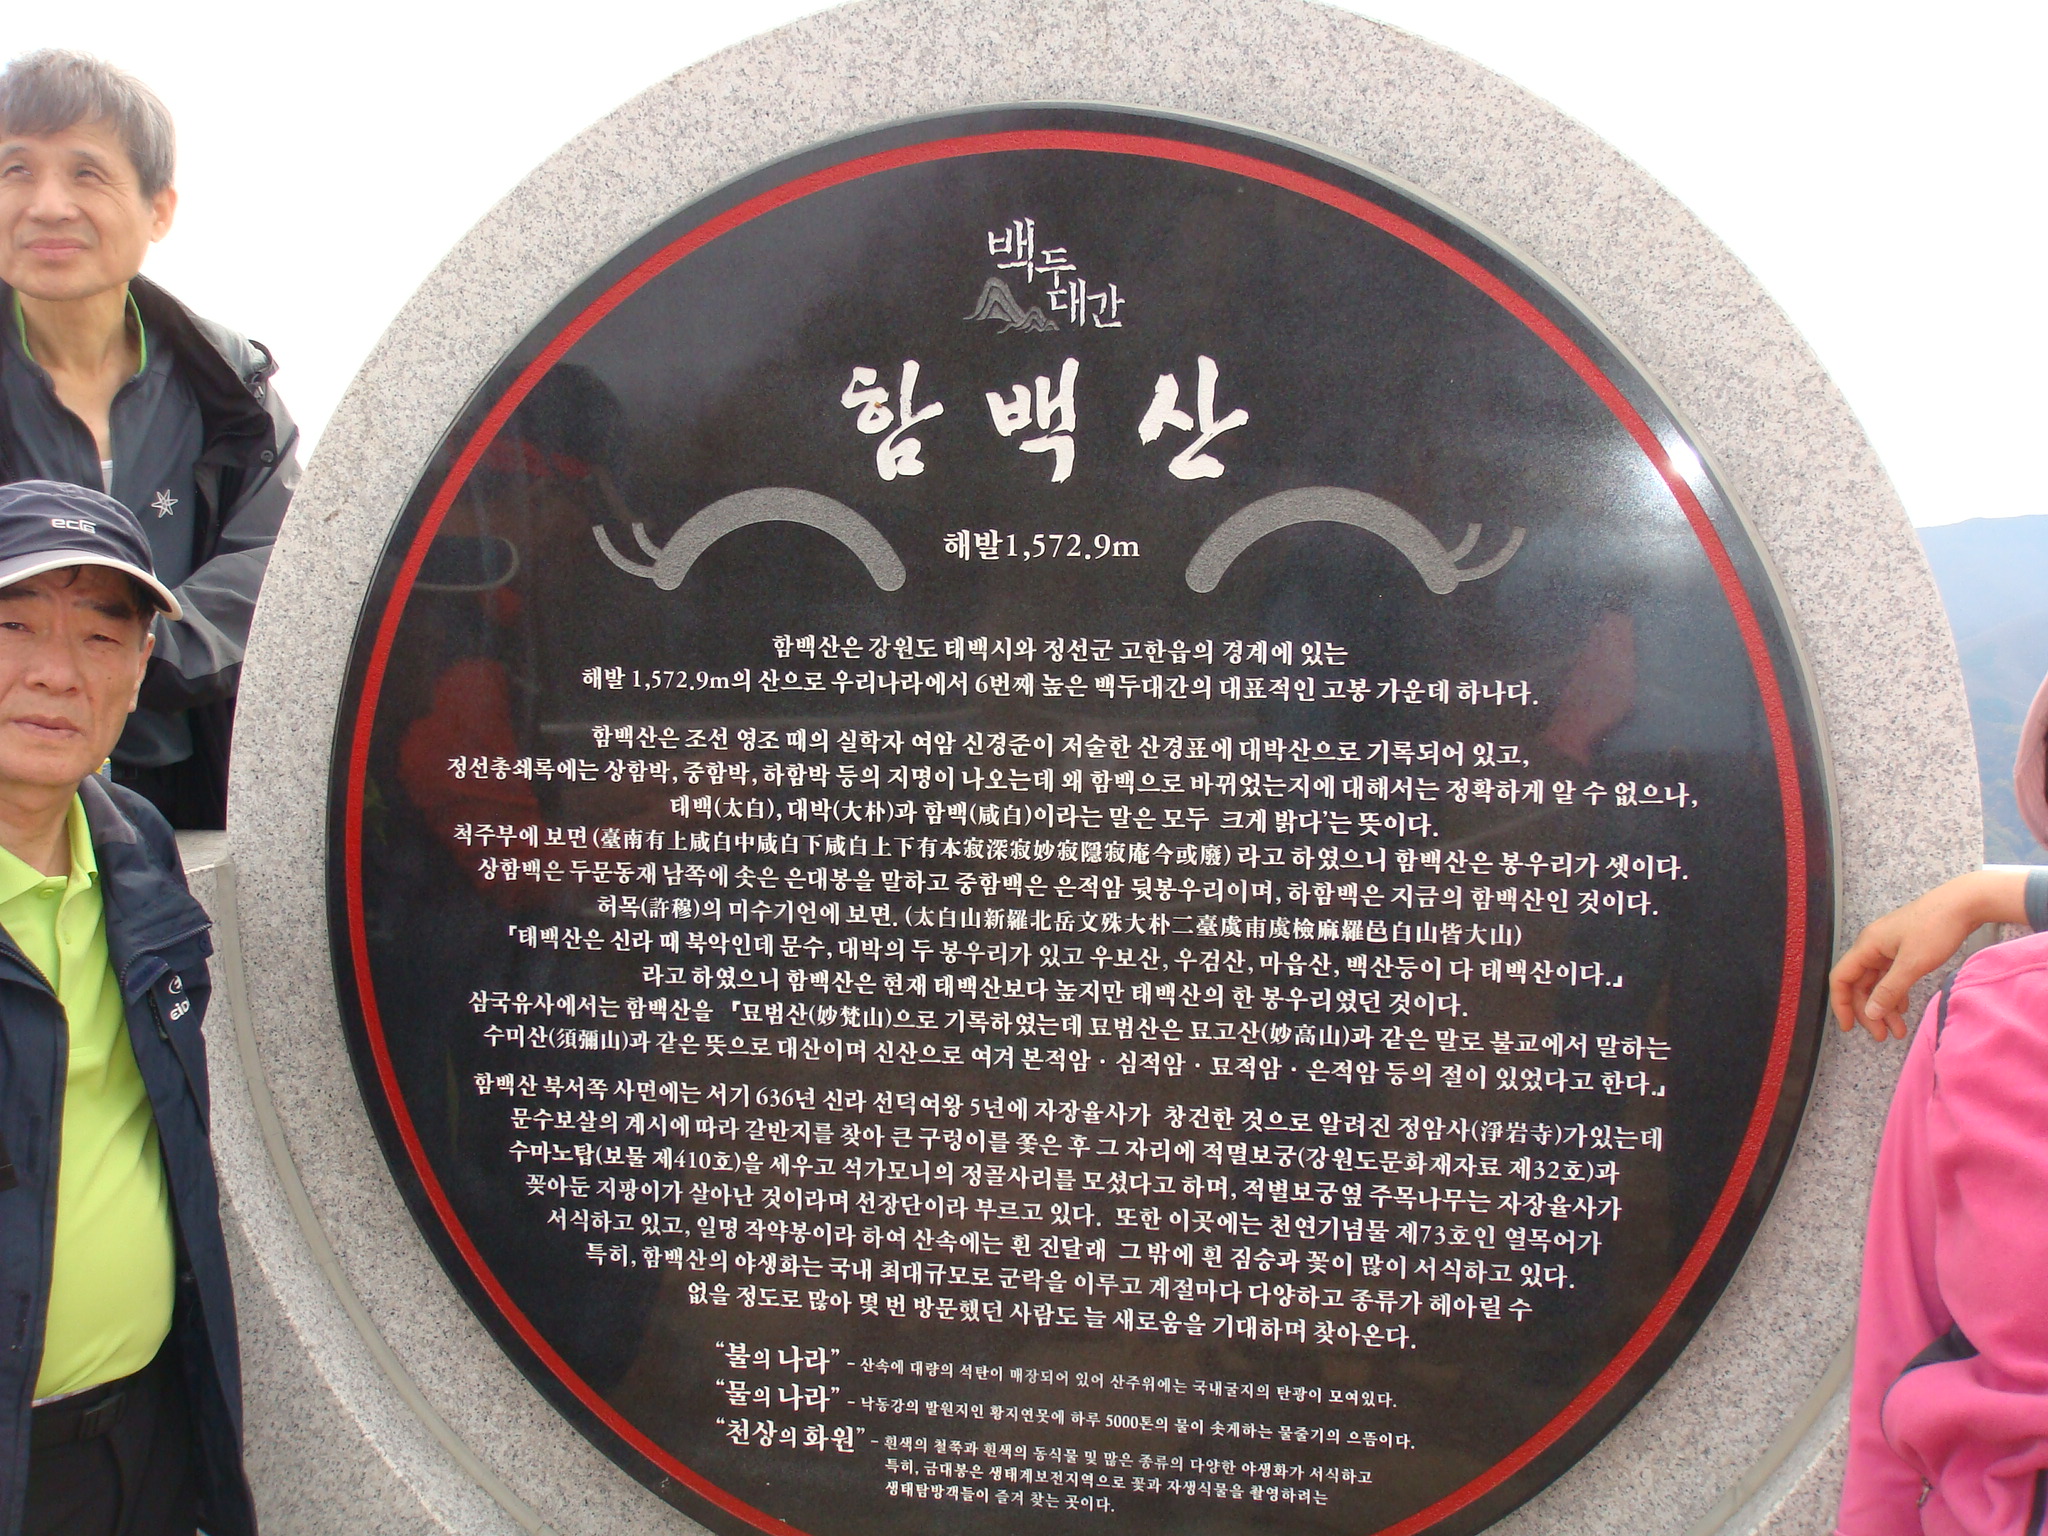 백두
대간
함백산
해발1,572.9m
함백산은 강원도 태백시와 정선군 고한읍의 경계에 있는
해발 1,572.9m의 산으로 우리나라에서 6번째 높은 백두대간의 대표적인 고봉 가운데 하나다.
함백산은 조선 영조 때의 실학자 여암 신경준이 저술한 산경표에 대박산으로 기록되어 있고,
정선총쇄록에는 상함박, 중함박, 하함박 등의 지명이 나오는데 왜 함백으로 바뀌었는지에 대해서는 정확하게 알 수 없으나,
태백(太白), 대박(大朴)과 함백(咸白)이라는 말은 모두 크게 밝다'는 뜻이다.
척주부에 보면 (臺南有上咸白中咸白下咸白上下有本寂深寂妙寂隱寂庵今或廢) 라고 하였으니 함백산은 봉우리가 셋이다.
상함백은 두문동재 남쪽에 솟은 은대봉을 말하고 중함백은 은적암 뒷봉우리이며, 하함백은 지금의 함백산인 것이다.
허목(許穆)의 미수기언에 보면. (太白山新羅北岳文殊大朴二臺虞甫虞檢麻羅邑白山皆大山)
『태백산은 신라 때 북악인데 문수, 대박의 두 봉우리가 있고 우보산, 우검산, 마읍산, 백산등이 다 태백산이다.』
라고 하였으니 함백산은 현재 태백산보다 높지만 태백산의 한 봉우리였던 것이다.
삼국유사에서는 함백산을 『묘범산(妙梵山)으로 기록하였는데 묘범산은 묘고산(妙高山)과 같은 말로 불교에서 말하는
수미산(須彌山)과 같은 뜻으로 대산이며 신산으로 여겨 본적암 · 심적암 · 묘적암 · 은적암 등의 절이 있었다고 한다.』
함백산 북서쪽 사면에는 서기 636년 신라 선덕여왕 5년에 자장율사가 창건한 것으로 알려진 정암사(淨岩寺)가있는데
문수보살의 계시에 따라 갈반지를 찾아 큰 구렁이를 쫓은 후 그 자리에 적멸보궁(강원도문화재자료 제32호)과
수마노탑(보물 제410호)을 세우고 석가모니의 정골사리를 모셨다고 하며, 적별보궁옆 주목나무는 자장율사가
꽂아둔 지팡이가 살아난 것이라며 선장단이라 부르고 있다. 또한 이곳에는 천연기념물 제73호인 열목어가
서식하고 있고, 일명 작약봉이라 하여 산속에는 흰 진달래 그 밖에 흰 짐승과 꽃이 많이 서식하고 있다.
특히, 함백산의 야생화는 국내 최대규모로 군락을 이루고 계절마다 다양하고 종류가 헤아릴 수
없을 정도로 많아 몇 번 방문했던 사람도 늘 새로움을 기대하며 찾아온다.
“불의 나라” - 산속에 대량의 석탄이 매장되어 있어 산주위에는 국내굴지의 탄광이 모여있다.
“물의 나라” - 낙동강의 발원지인 황지연못에 하루 5000톤의 물이 솟게하는 물줄기의 으뜸이다.
“천상의 화원” - 흰색의 철쭉과 흰색의 동식물 및 많은 종류의 다양한 야생화가 서식하고
특히, 금대봉은 생태계보전지역으로 꽃과 자생식물을 촬영하려는
생태탐방객들이 즐겨 찾는 곳이다.
ecg